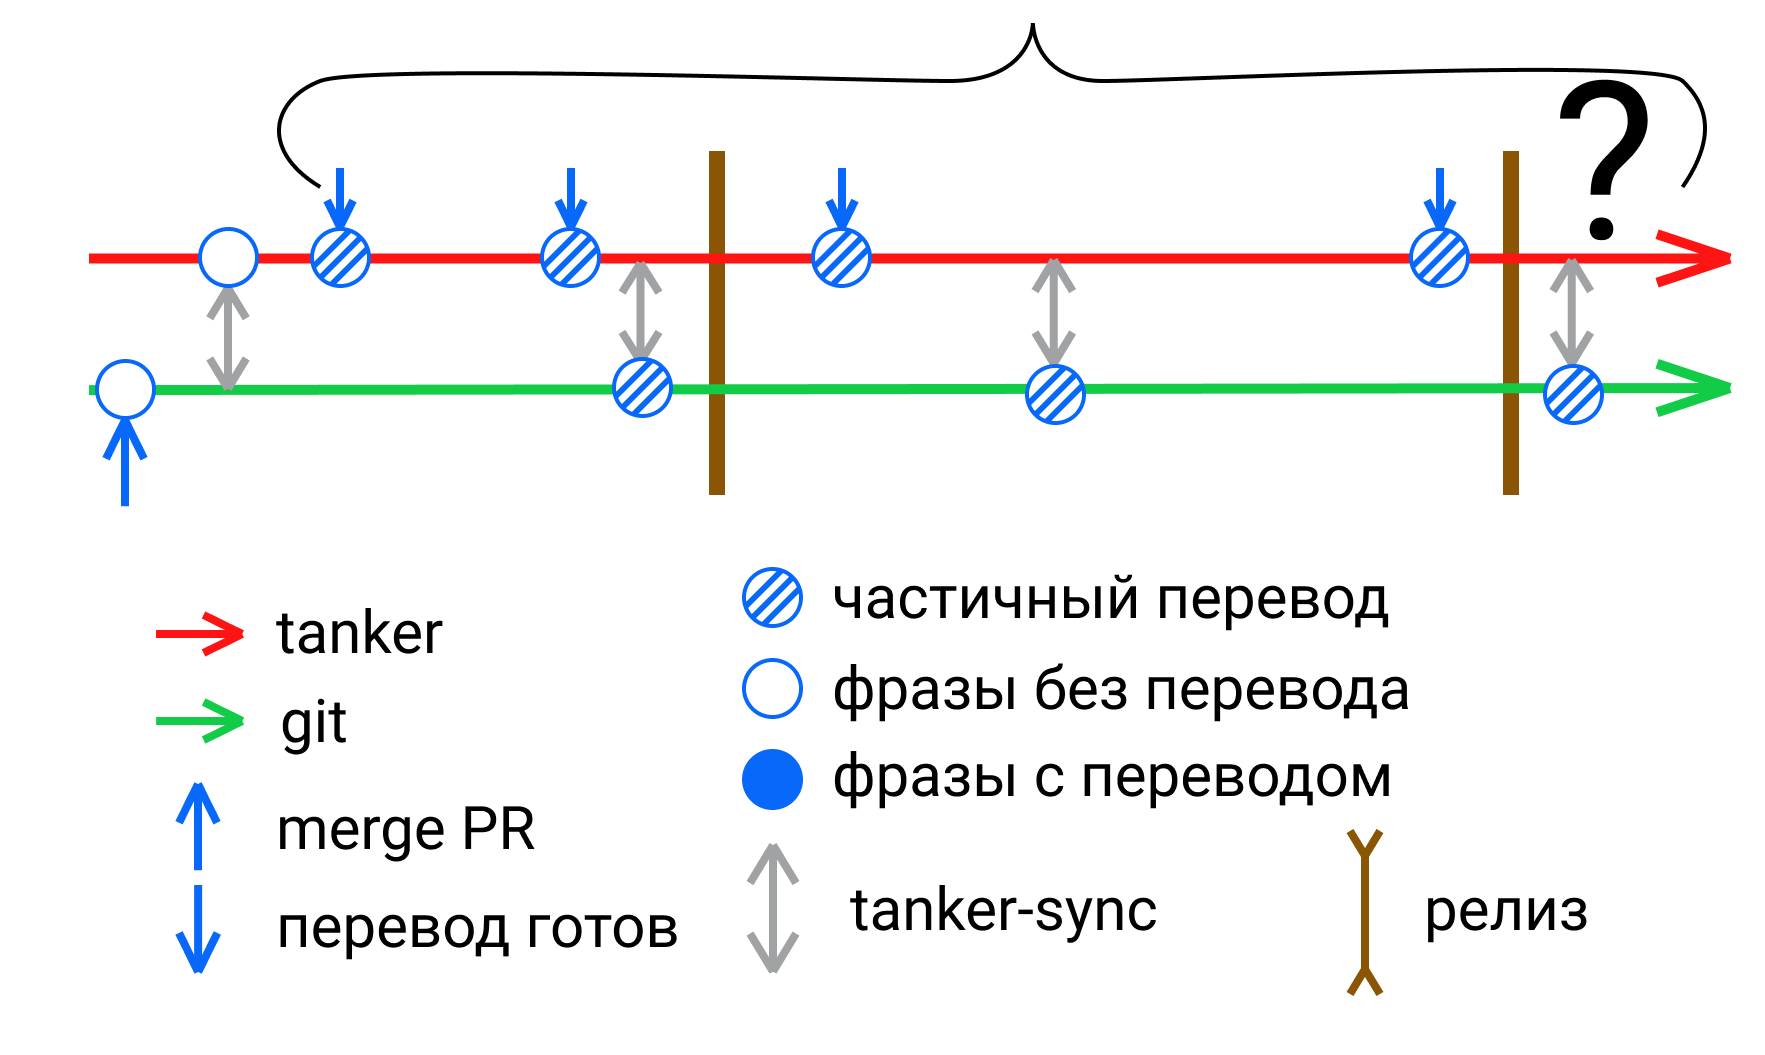 ?
tanker
git
merge PR
перевод готов
частичный перевод
фразы без перевода
фразы с переводом
tanker-sync
релиз